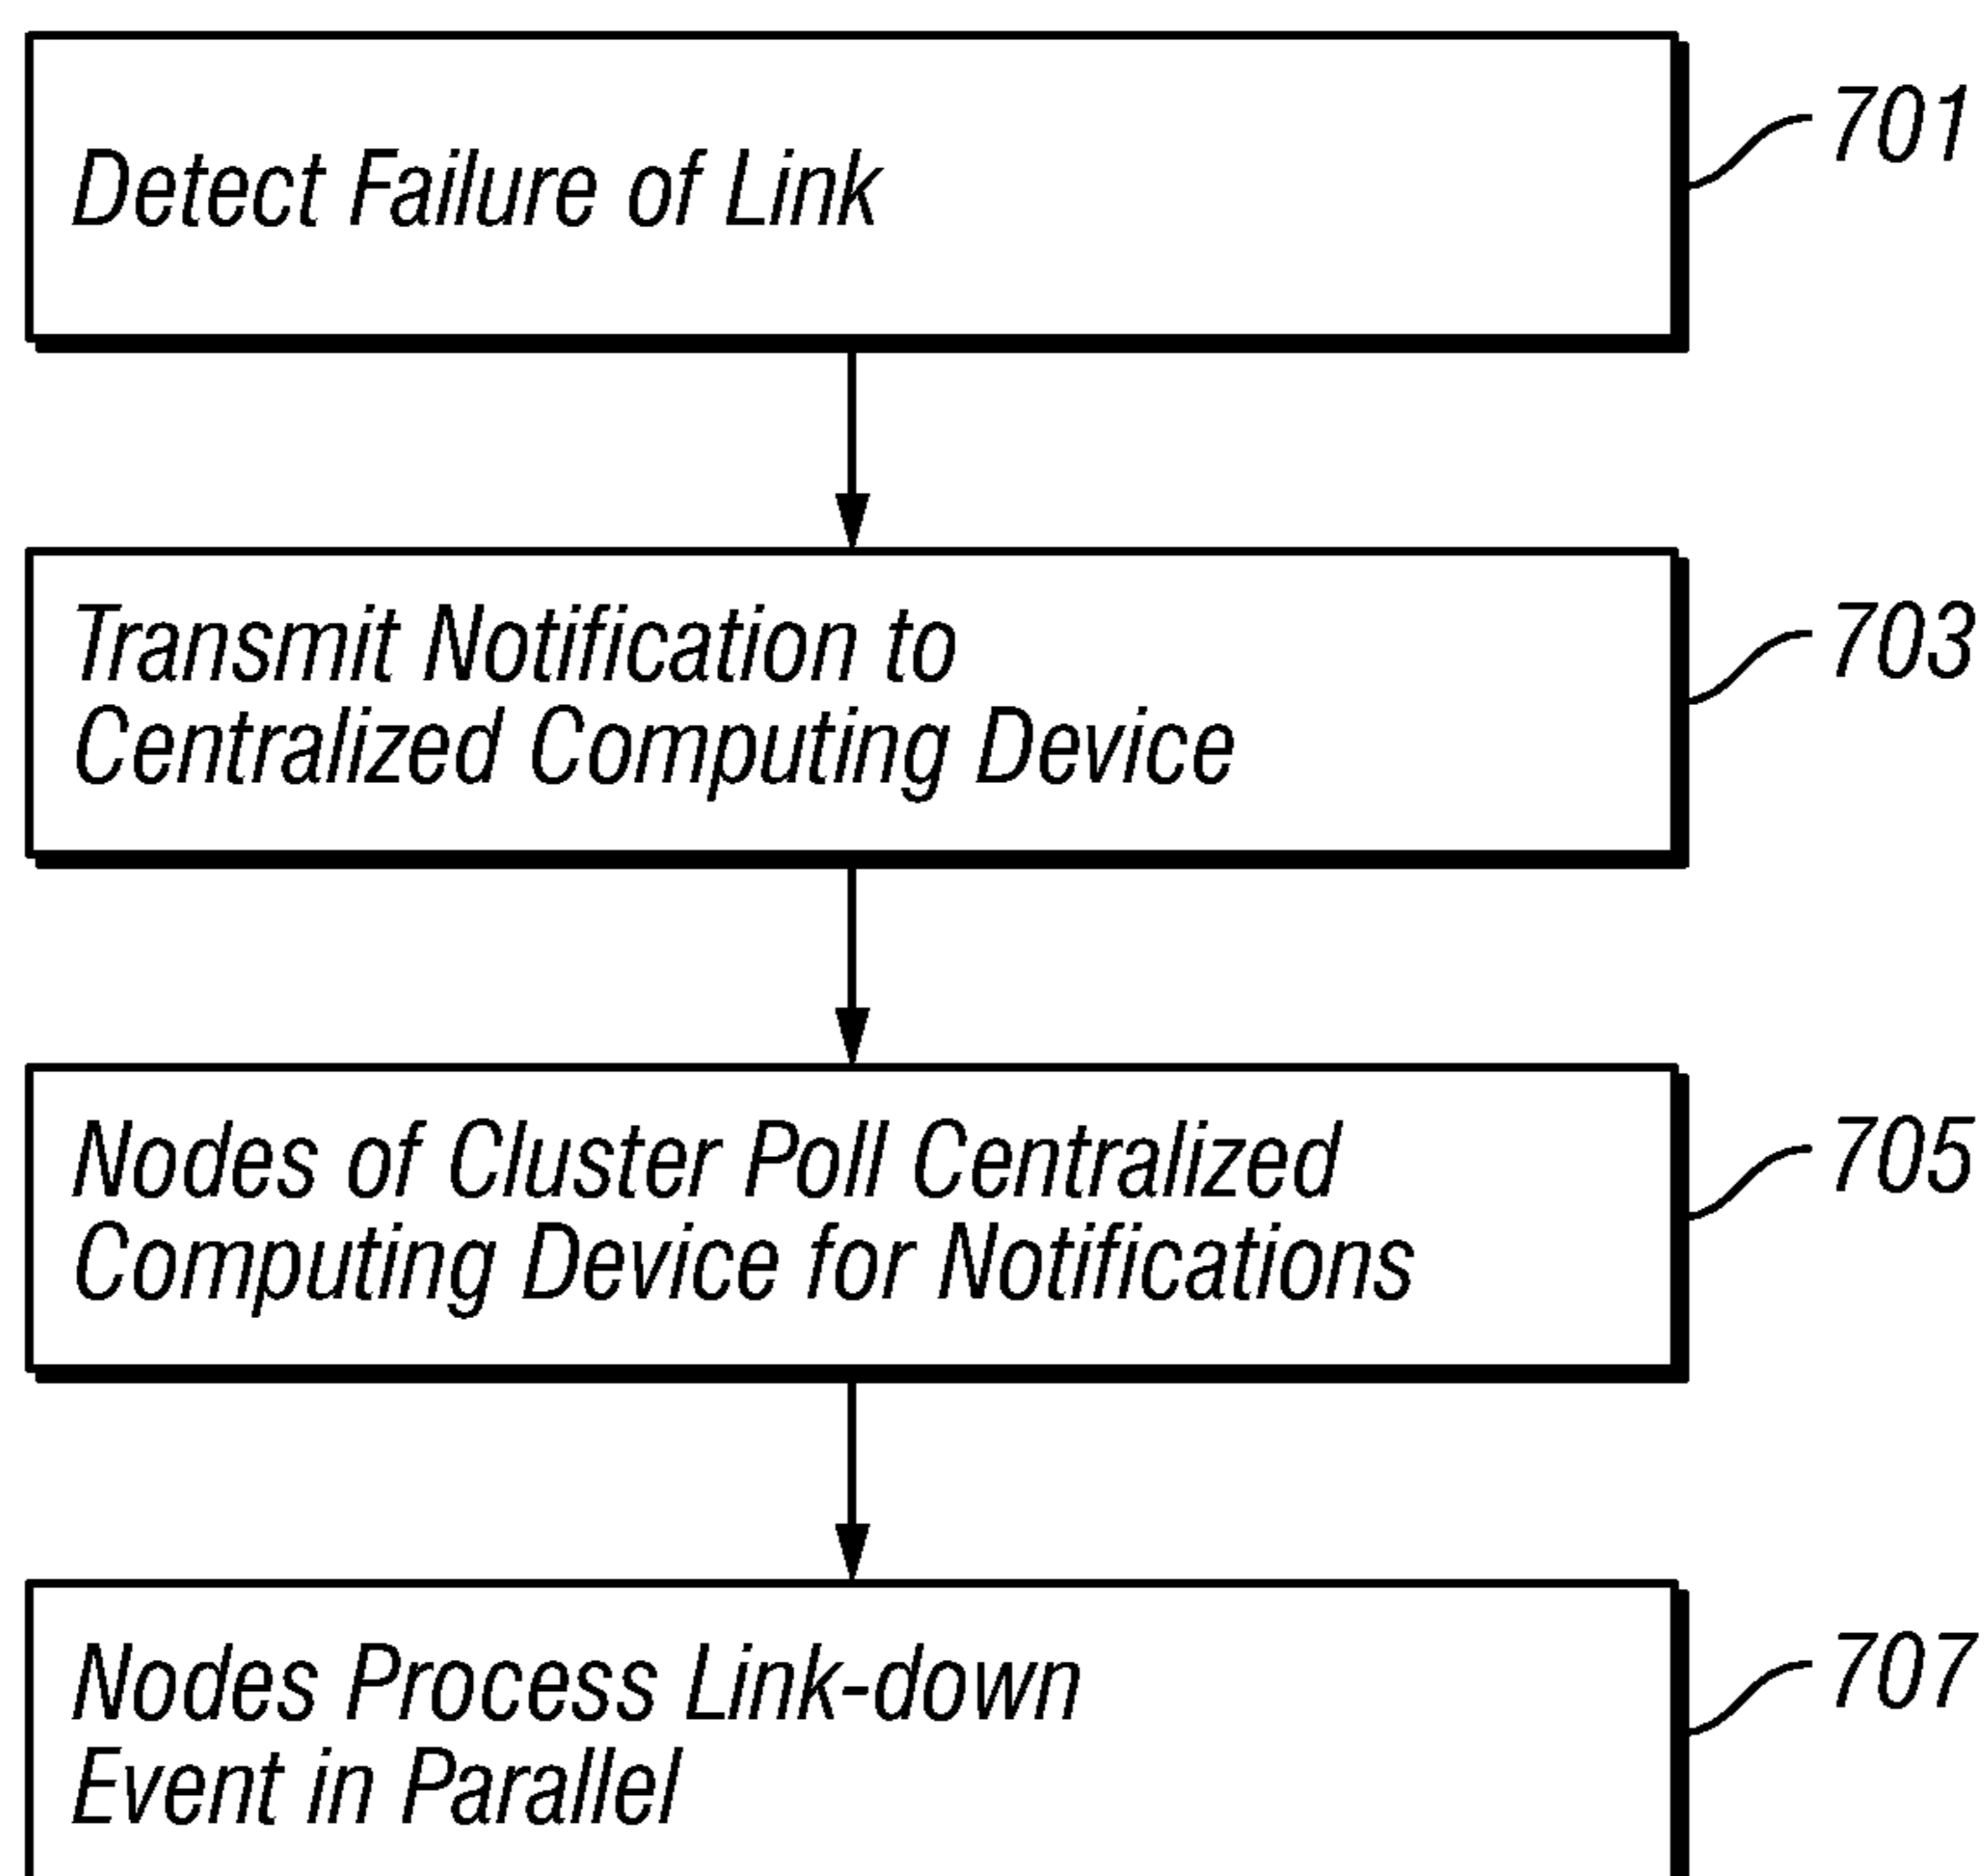 Detect Failure of Link
701
Transmit Notification to
Centralized Computing Device
703
Nodes of Cluster Poll Centralized
Computing Device for Notifications
705
Nodes Process Link-down
Event in Parallel
707